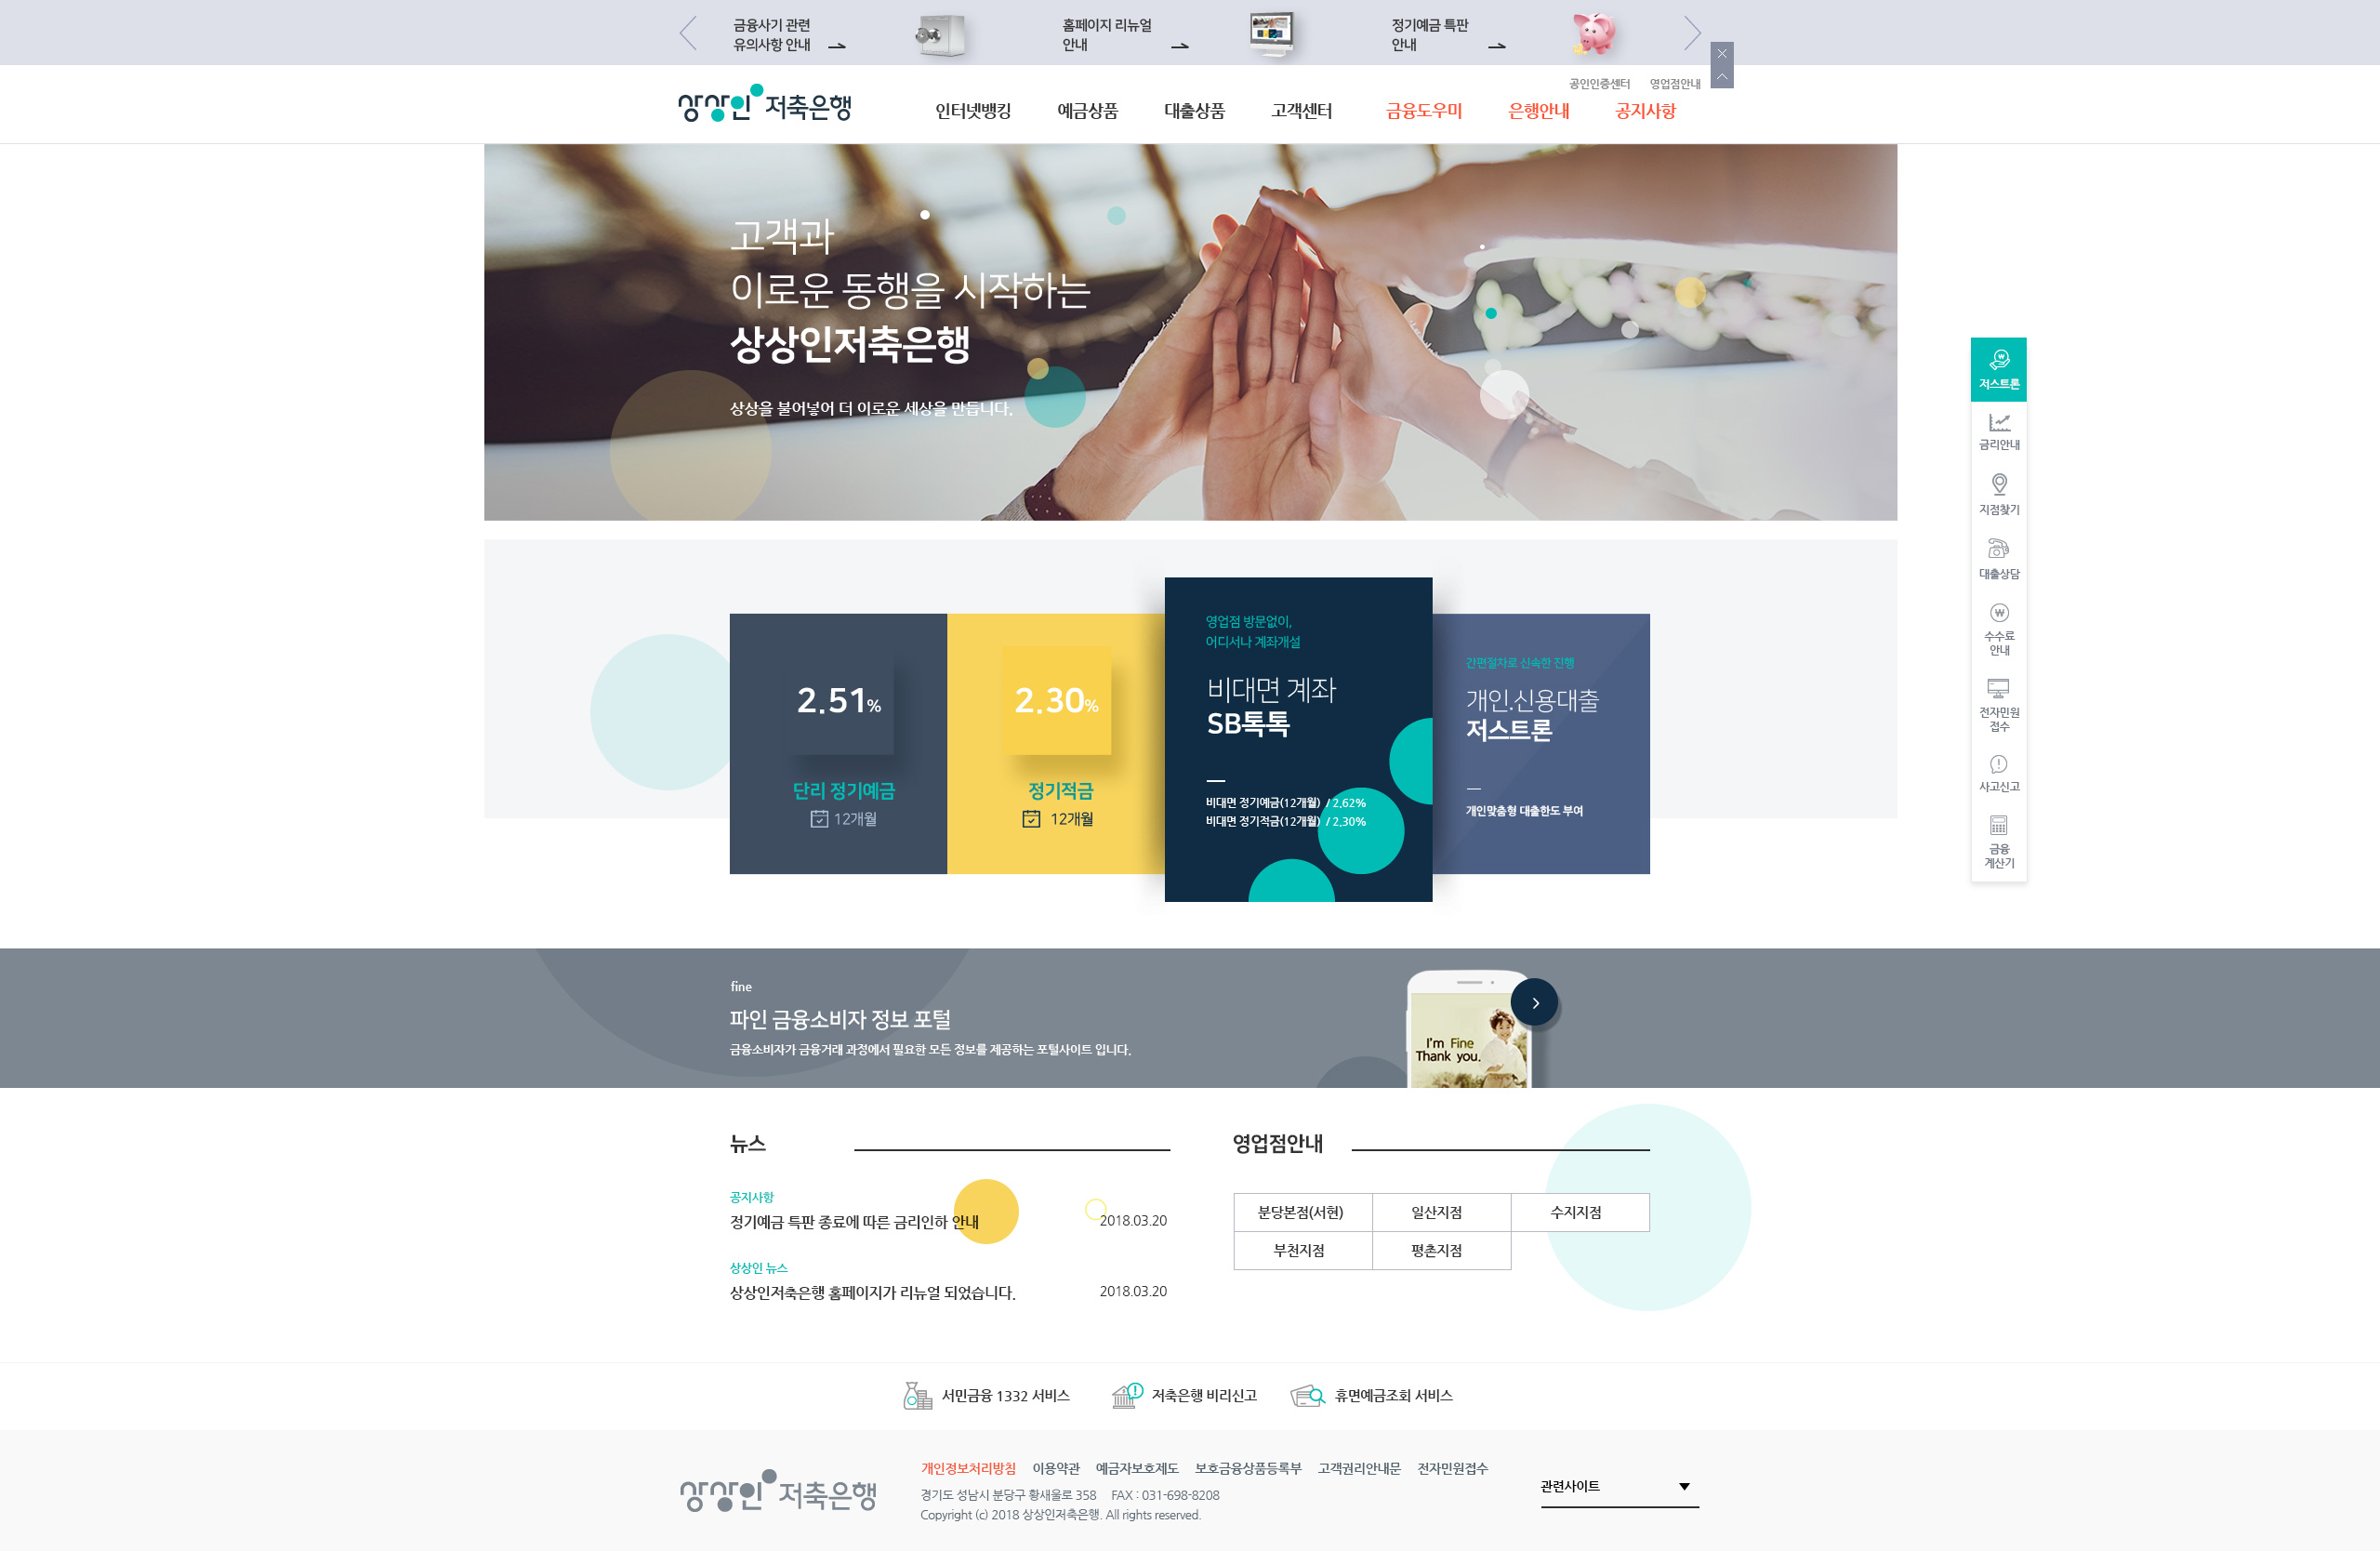 금융사기 관련
유의사항 안내
홈페이지 리뉴얼
안내
정기예금 특판
안내
공인인증센터 영업점안내
상상인 저축은행
인터넷뱅킹 예금상품 대출상품 고객센터 금융도우미 은행안내 공지사항
고객과
이로운 동행을 시작하는
상상인저축은행
상상을 불어넣어 더 이로운 세상을 만듭니다.
저스트론
금리안내
지점찾기
대출상담
수수료
안내
전자민원
접수
사고신고
금융
계산기
2.51%
단리 정기예금
12개월
2.30%
정기적금
12개월
영업점 방문없이,
어디서나 계좌개설
비대면 계좌
SB톡톡
비대면 정기예금(12개월) / 2.62%
비대면 정기적금(12개월) / 2.30%
간편절차로 신속한 진행
개인.신용대출
저스트론
개인맞춤형 대출한도 부여
fine
파인 금융소비자 정보 포털
금융소비자가 금융거래 과정에서 필요한 모든 정보를 제공하는 포털사이트 입니다.
I'm Fine
Thank you.
뉴스
공지사항
정기예금 특판 종료에 따른 금리인하 안내 2018.03.20
상상인 뉴스
상상인저축은행 홈페이지가 리뉴얼 되었습니다. 2018.03.20
영업점안내
분당본점(서현) 일산지점 수지지점
부천지점 평촌지점
서민금융 1332 서비스 저축은행 비리신고 휴면예금조회 서비스
상상인 저축은행
개인정보처리방침 이용약관 예금자보호제도 보호금융상품등록부 고객권리안내문 전자민원접수
경기도 성남시 분당구 황새울로 358 FAX : 031-698-8208
Copyright (c) 2018 상상인저축은행. All rights reserved.
관련사이트